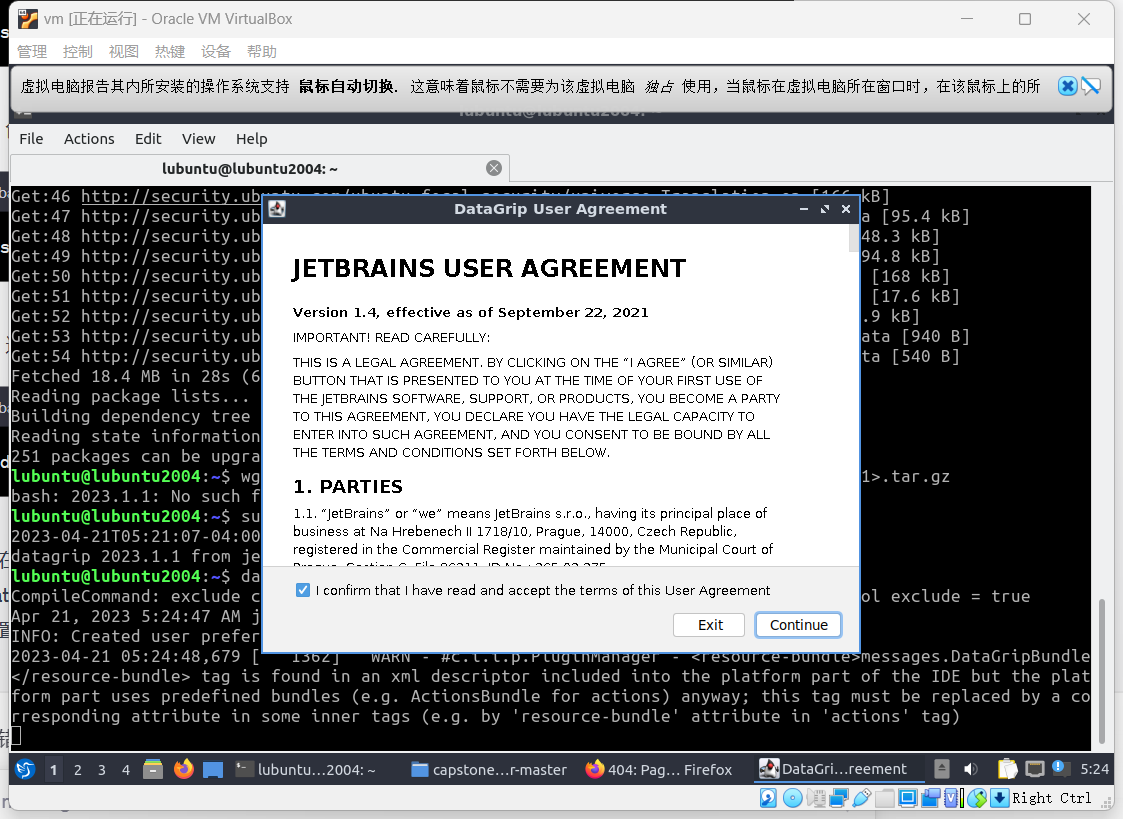 vm [正在运行] - Oracle VM VirtualBox
管理 控制 视图 热键 设备 帮助
虚拟电脑报告其内所安装的操作系统支持 鼠标自动切换. 这意味着鼠标不需要为该虚拟电脑 独占 使用，当鼠标在虚拟电脑所在窗口时，在该鼠标上的所
lubuntu@lubuntu2004: ~
File Actions Edit View Help
lubuntu@lubuntu2004: ~
Get:46 http://security.ubuntu.com/ubuntu focal-security/universe Translation-en [166 kB]
Get:47 http://security.ub a [95.4 kB]
Get:48 http://security.ub 48.3 kB]
Get:49 http://security.ub 94.8 kB]
Get:50 http://security.ub [168 kB]
Get:51 http://security.ub [17.6 kB]
Get:52 http://security.ub .9 kB]
Get:53 http://security.ub ata [940 B]
Get:54 http://security.ub ta [540 B]
Fetched 18.4 MB in 28s (6
Reading package lists...
Building dependency tree
Reading state information
251 packages can be upgra
lubuntu@lubuntu2004:~$ wg 1>.tar.gz
bash: 2023.1.1: No such f
lubuntu@lubuntu2004:~$ su
2023-04-21T05:21:07-04:00
datagrip 2023.1.1 from je
lubuntu@lubuntu2004:~$ da
CompileCommand: exclude c ol exclude = true
Apr 21, 2023 5:24:47 AM j
INFO: Created user prefer
2023-04-21 05:24:48,679 [ 1362] WARN - #c.i.i.p.PluginManager - <resource-bundle>messages.DataGripBundle
</resource-bundle> tag is found in an xml descriptor included into the platform part of the IDE but the plat
form part uses predefined bundles (e.g. ActionsBundle for actions) anyway; this tag must be replaced by a co
rresponding attribute in some inner tags (e.g. by 'resource-bundle' attribute in 'actions' tag)
DataGrip User Agreement
JETBRAINS USER AGREEMENT
Version 1.4, effective as of September 22, 2021
IMPORTANT! READ CAREFULLY:
THIS IS A LEGAL AGREEMENT. BY CLICKING ON THE “I AGREE” (OR SIMILAR)
BUTTON THAT IS PRESENTED TO YOU AT THE TIME OF YOUR FIRST USE OF
THE JETBRAINS SOFTWARE, SUPPORT, OR PRODUCTS, YOU BECOME A PARTY
TO THIS AGREEMENT, YOU DECLARE YOU HAVE THE LEGAL CAPACITY TO
ENTER INTO SUCH AGREEMENT, AND YOU CONSENT TO BE BOUND BY ALL
THE TERMS AND CONDITIONS SET FORTH BELOW.
1. PARTIES
1.1. “JetBrains” or “we” means JetBrains s.r.o., having its principal place of
business at Na Hrebenech II 1718/10, Prague, 14000, Czech Republic,
registered in the Commercial Register maintained by the Municipal Court of
Prague, Section C, File 86211, ID No.: 265 02 275
I confirm that I have read and accept the terms of this User Agreement
Exit Continue
1 2 3 4 lubuntu…2004: ~ capstone…r-master 404: Pag… Firefox DataGri…reement 5:24
Right Ctrl